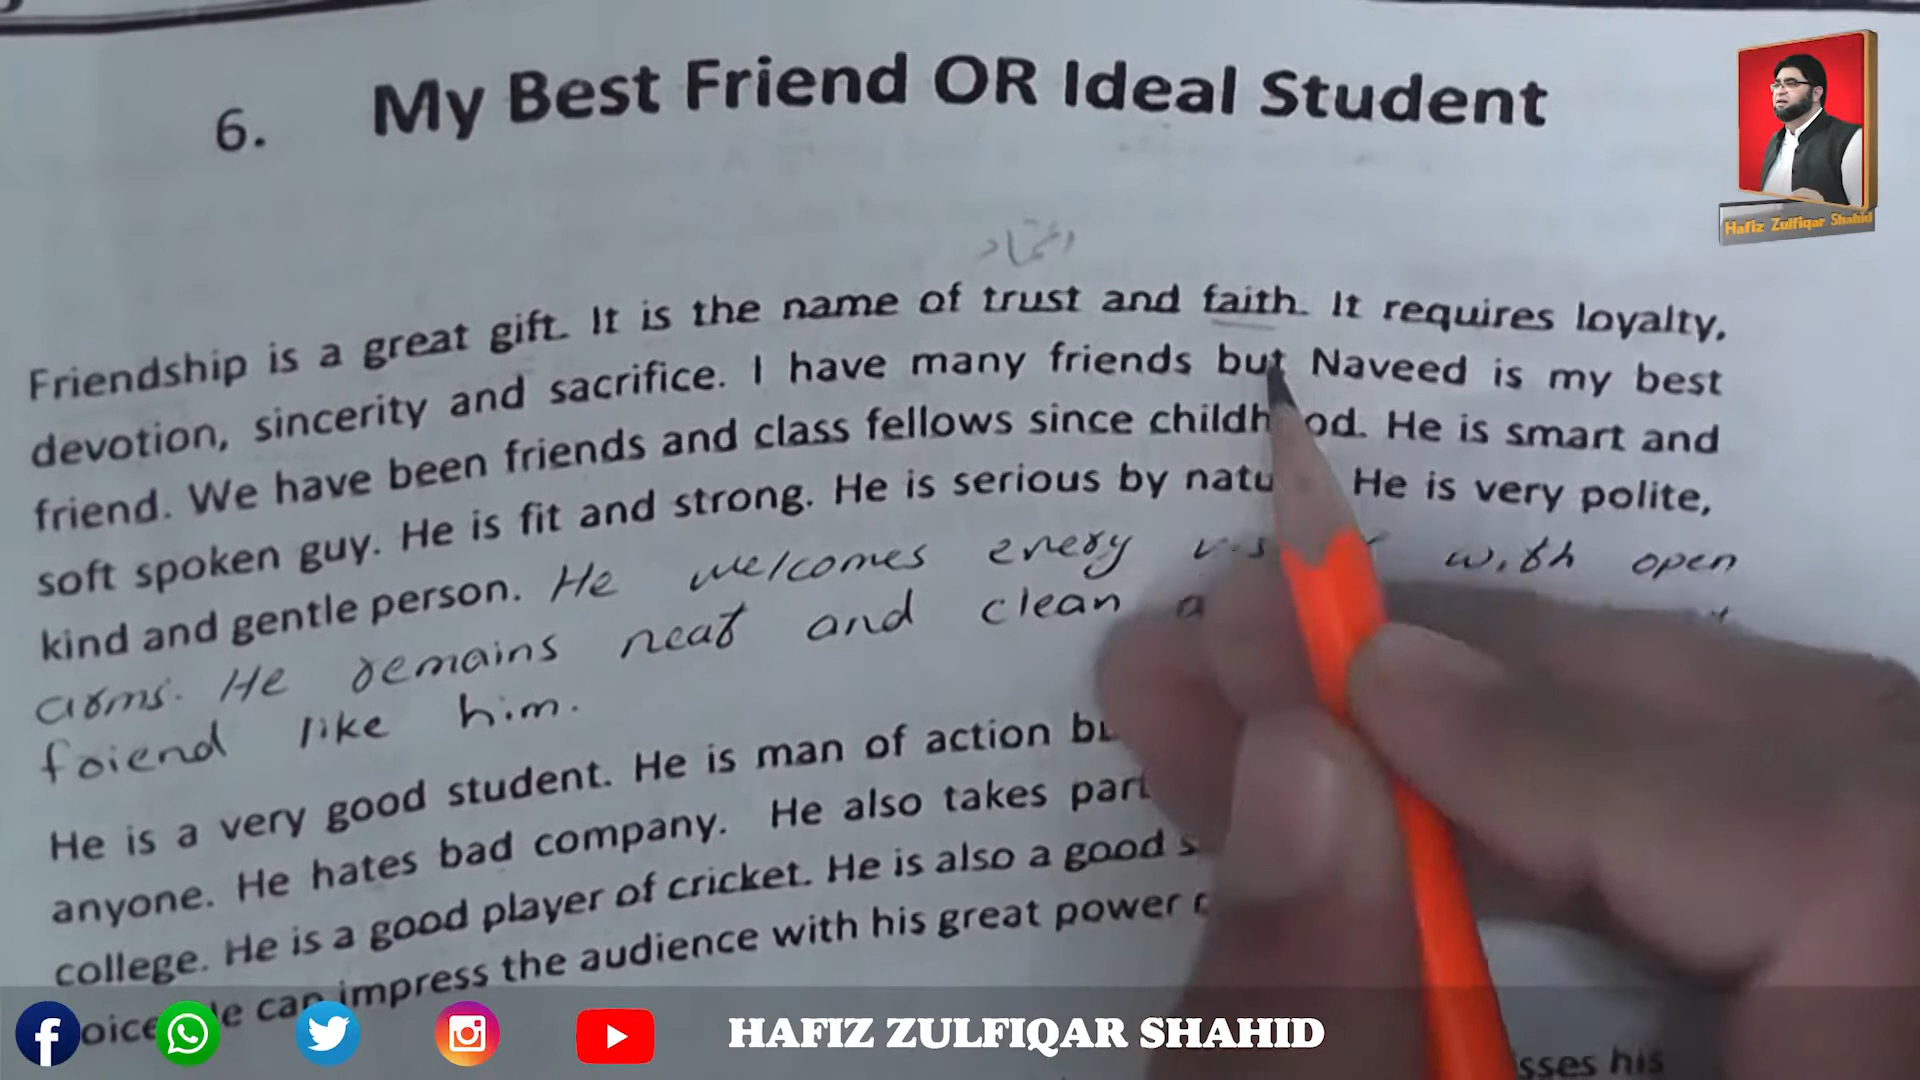 6. My Best Friend OR Ideal Student
Hafiz Zulfiqar Shahid
اعتماد
Friendship is a great gift. It is the name of trust and faith. It requires loyalty,
devotion, sincerity and sacrifice. I have many friends but Naveed is my best
friend. We have been friends and class fellows since childhood. He is smart and
soft spoken guy. He is fit and strong. He is serious by He is very polite,
kind and gentle person. He welcomes every with open
arms. He remains neat and clean
friend like him.
He is a very good student. He is man of action
anyone. He hates bad company. He also takes part
college. He is a good player of cricket. He is also a good
He can impress the audience with his great power
HAFIZ ZULFIQAR SHAHID
his